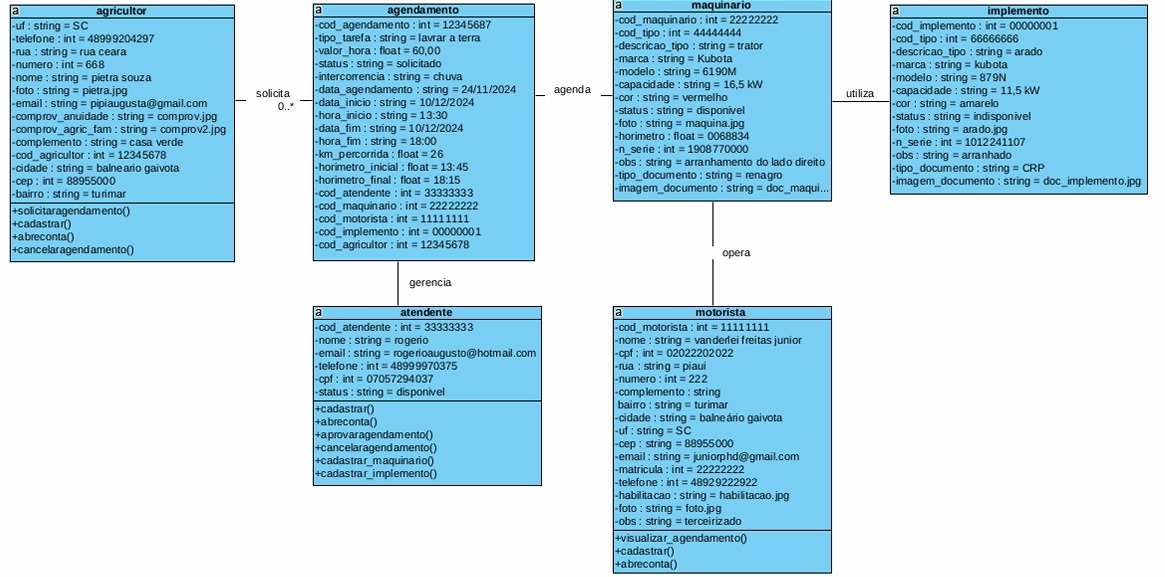 a agricultor
-uf : string = SC
-telefone : int = 48999204297
-rua : string = rua ceara
-numero : int = 668
-nome : string = pietra souza
-foto : string = pietra.jpg
-email : string = pipiaugusta@gmail.com
-comprov_anuidade : string = comprov.jpg
-comprov_agric_fam : string = comprov2.jpg
-complemento : string = casa verde
-cod_agricultor : int = 12345678
-cidade : string = balneario gaivota
-cep : int = 88955000
-bairro : string = turimar
+solicitaragendamento()
+cadastrar()
+abreconta()
+cancelaragendamento()
solicita
0..*
a agendamento
-cod_agendamento : int = 12345687
-tipo_tarefa : string = lavrar a terra
-valor_hora : float = 60,00
-status : string = solicitado
-intercorrencia : string = chuva
-data_agendamento : string = 24/11/2024
-data_inicio : string = 10/12/2024
-hora_inicio : string = 13:30
-data_fim : string = 10/12/2024
-hora_fim : string = 18:00
-km_percorrida : float = 26
-horimetro_inicial : float = 13:45
-horimetro_final : float = 18:15
-cod_atendente : int = 33333333
-cod_maquinario : int = 22222222
-cod_motorista : int = 11111111
-cod_implemento : int = 00000001
-cod_agricultor : int = 12345678
agenda
a maquinario
-cod_maquinario : int = 22222222
-cod_tipo : int = 44444444
-descricao_tipo : string = trator
-marca : string = Kubota
-modelo : string = 6190M
-capacidade : string = 16,5 kW
-cor : string = vermelho
-status : string = disponivel
-foto : string = maquina.jpg
-horimetro : float = 0068834
-n_serie : int = 1908770000
-obs : string = arranhamento do lado direito
-tipo_documento : string = renagro
-imagem_documento : string = doc_maqui...
utiliza
a implemento
-cod_implemento : int = 00000001
-cod_tipo : int = 66666666
-descricao_tipo : string = arado
-marca : string = kubota
-modelo : string = 879N
-capacidade : string = 11,5 kW
-cor : string = amarelo
-status : string = indisponivel
-foto : string = arado.jpg
-n_serie : int = 1012241107
-obs : string = arranhado
-tipo_documento : string = CRP
-imagem_documento : string = doc_implemento.jpg
gerencia
opera
a atendente
-cod_atendente : int = 33333333
-nome : string = rogerio
-email : string = rogerioaugusto@hotmail.com
-telefone : int = 48999970375
-cpf : int = 07057294037
-status : string = disponivel
+cadastrar()
+abreconta()
+aprovaragendamento()
+cancelaragendamento()
+cadastrar_maquinario()
+cadastrar_implemento()
a motorista
-cod_motorista : int = 11111111
-nome : string = vanderlei freitas junior
-cpf : int = 02022202022
-rua : string = piaui
-numero : int = 222
-complemento : string
bairro : string = turimar
-cidade : string = balneário gaivota
-uf : string = SC
-cep : string = 88955000
-email : string = juniorphd@gmail.com
-matricula : int = 22222222
-telefone : int = 48929222922
-habilitacao : string = habilitacao.jpg
-foto : string = foto.jpg
-obs : string = terceirizado
+visualizar_agendamento()
+cadastrar()
+abreconta()